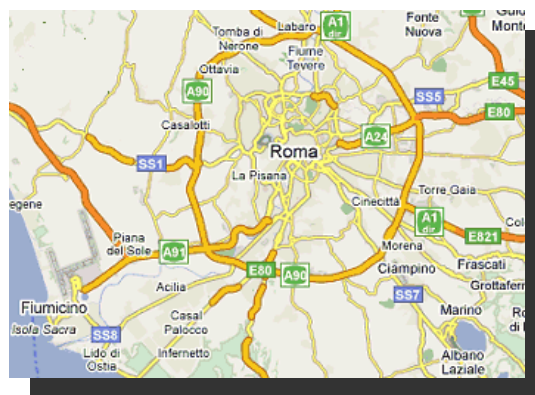 Labaro
A1
dir
Fonte
Nuova
Monte
Tomba di
Nerone
Fiume
Tevere
Ottavia
E45
A90
SS5
E80
Casalotti
A24
Roma
SS1
La Pisana
Torre Gaia
Cinecittà
A1
dir
egene
Piana
del Sole
A91
Morena
E821
E80
A90
Ciampino
Frascati
Acilia
SS7
Grottaferr
Fiumicino
Isola Sacra
SS8
Casal
Palocco
Marino
Lido di
Ostia
Infernetto
Albano
Laziale